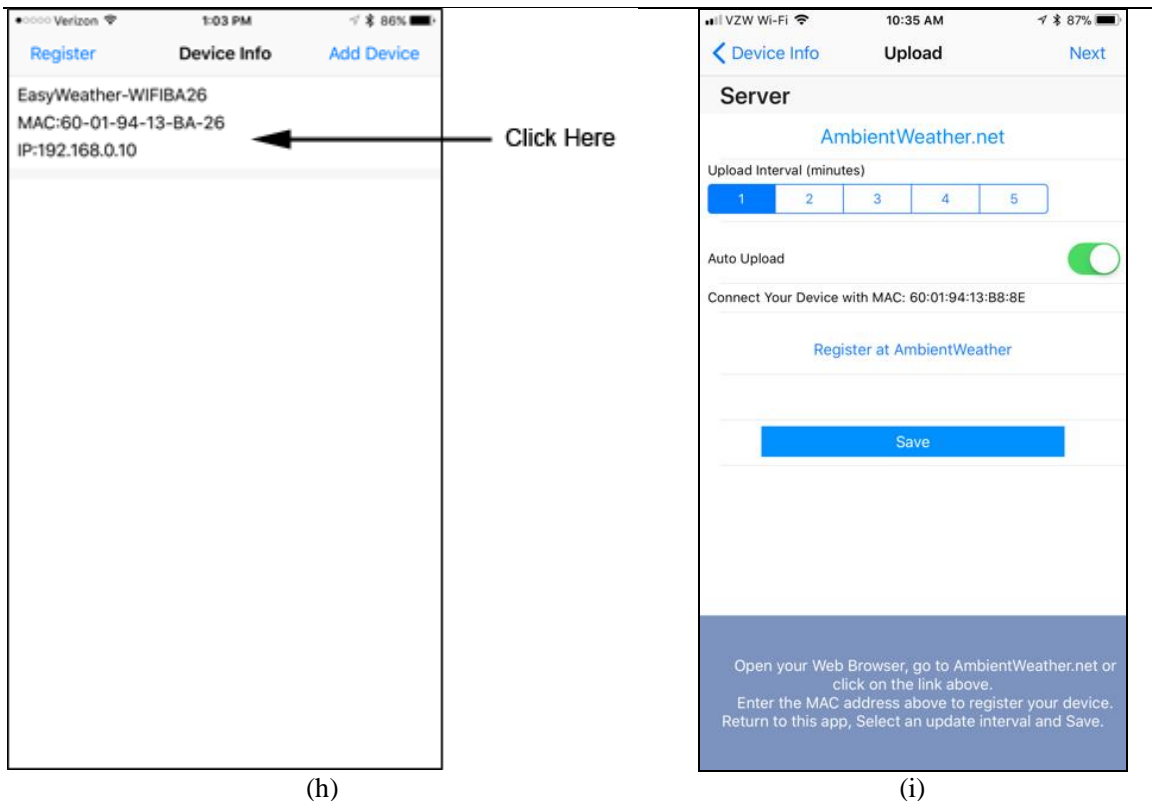 Verizon 1:03 PM 86%
Register Device Info Add Device
EasyWeather-WIFIBA26
MAC:60-01-94-13-BA-26
IP:192.168.0.10
Click Here
(h)
VZW Wi-Fi 10:35 AM 87%
Device Info Upload Next
Server
AmbientWeather.net
Upload Interval (minutes)
1 2 3 4 5
Auto Upload
Connect Your Device with MAC: 60:01:94:13:B8:8E
Register at AmbientWeather
Save
Open your Web Browser, go to AmbientWeather.net or
click on the link above.
Enter the MAC address above to register your device.
Return to this app, Select an update interval and Save.
(i)